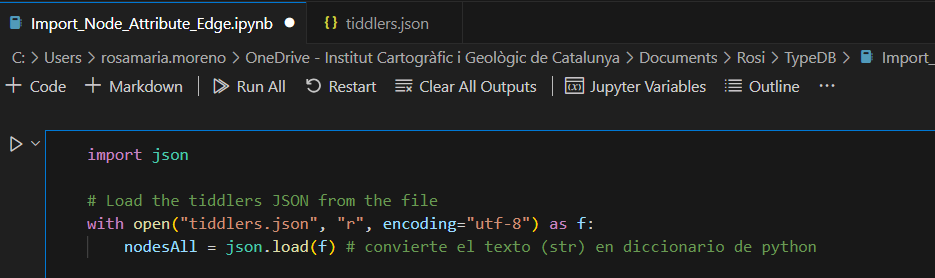 Import_Node_Attribute_Edge.ipynb ● {} tiddlers.json
C: > Users > rosamaria.moreno > OneDrive - Institut Cartogràfic i Geològic de Catalunya > Documents > Rosi > TypeDB > Import_
+ Code + Markdown Run All Restart Clear All Outputs Jupyter Variables Outline ...
import json
# Load the tiddlers JSON from the file
with open("tiddlers.json", "r", encoding="utf-8") as f:
nodesAll = json.load(f) # convierte el texto (str) en diccionario de python